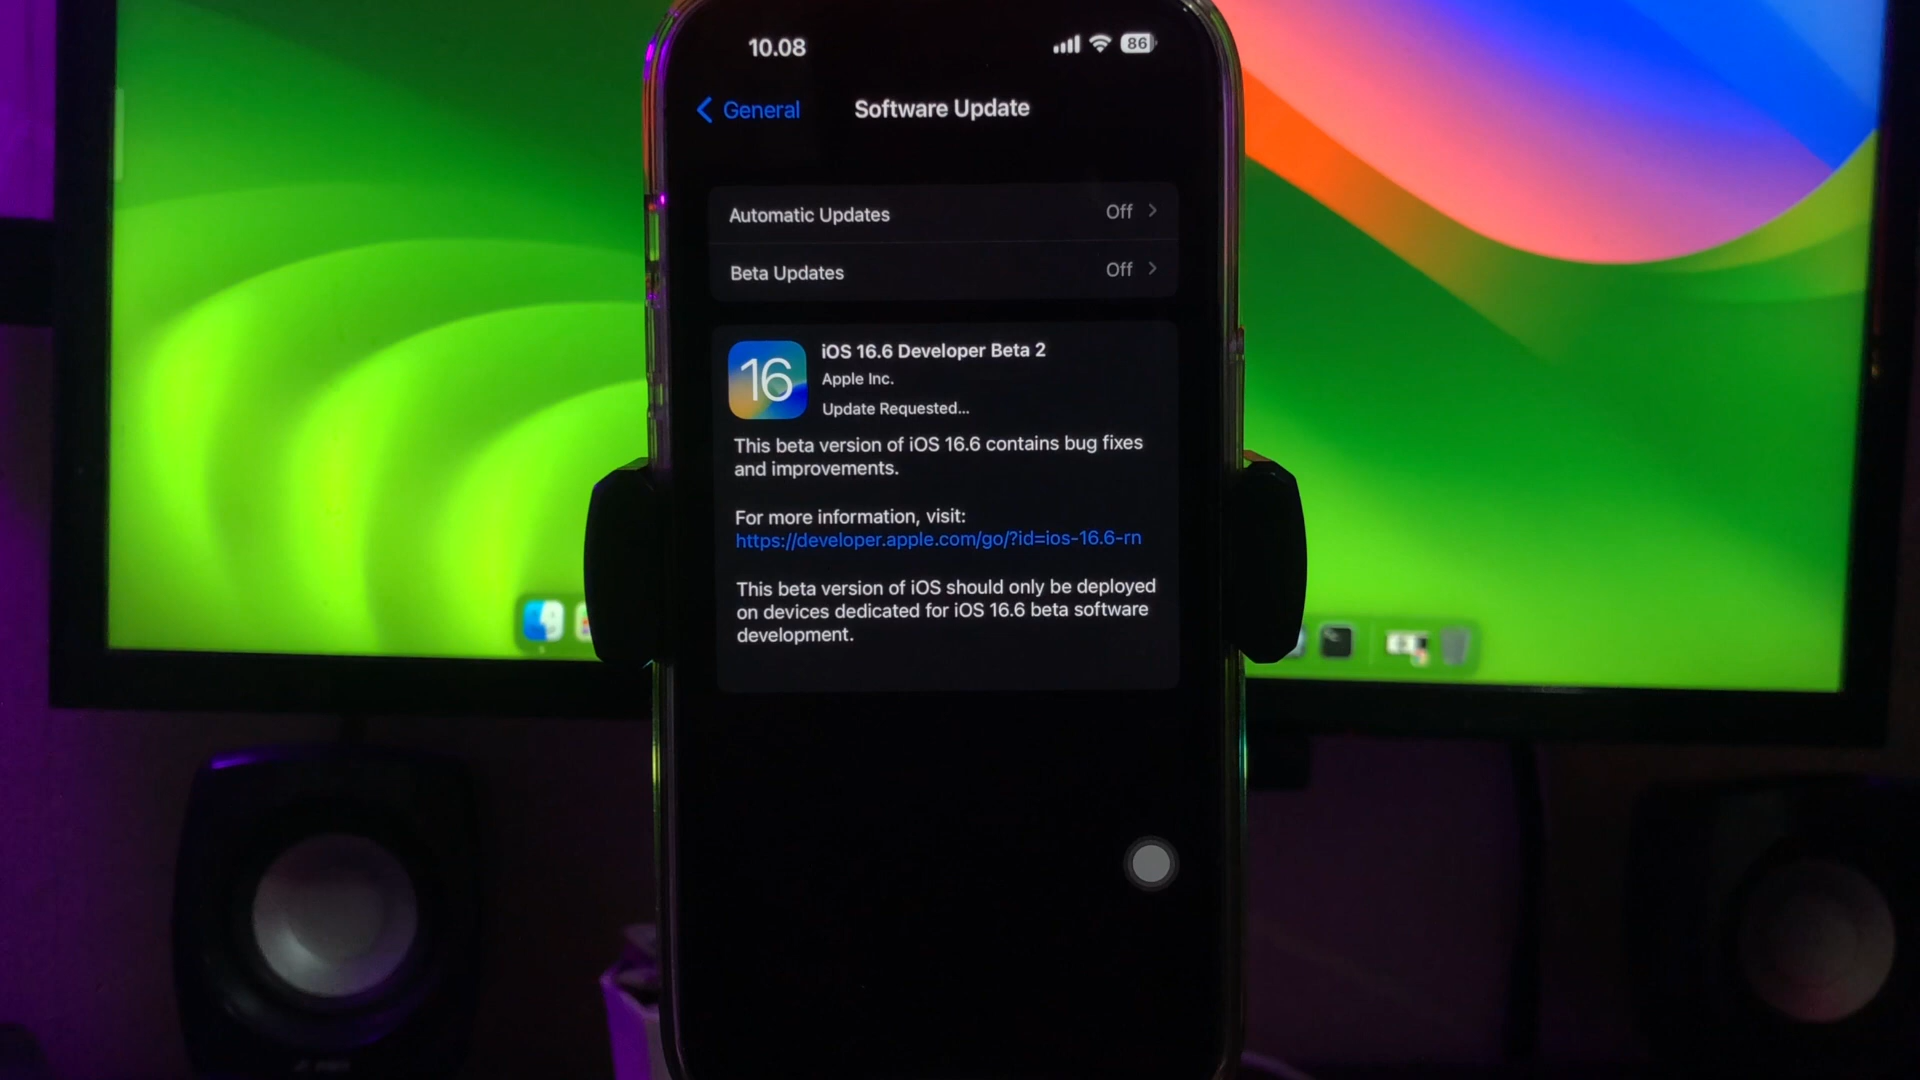 10.08
86
General
Software Update
Automatic Updates
Off
Beta Updates
Off
16
iOS 16.6 Developer Beta 2
Apple Inc.
Update Requested...
This beta version of iOS 16.6 contains bug fixes
and improvements.
For more information, visit:
https://developer.apple.com/go/?id=ios-16.6-rn
This beta version of iOS should only be deployed
on devices dedicated for iOS 16.6 beta software
development.